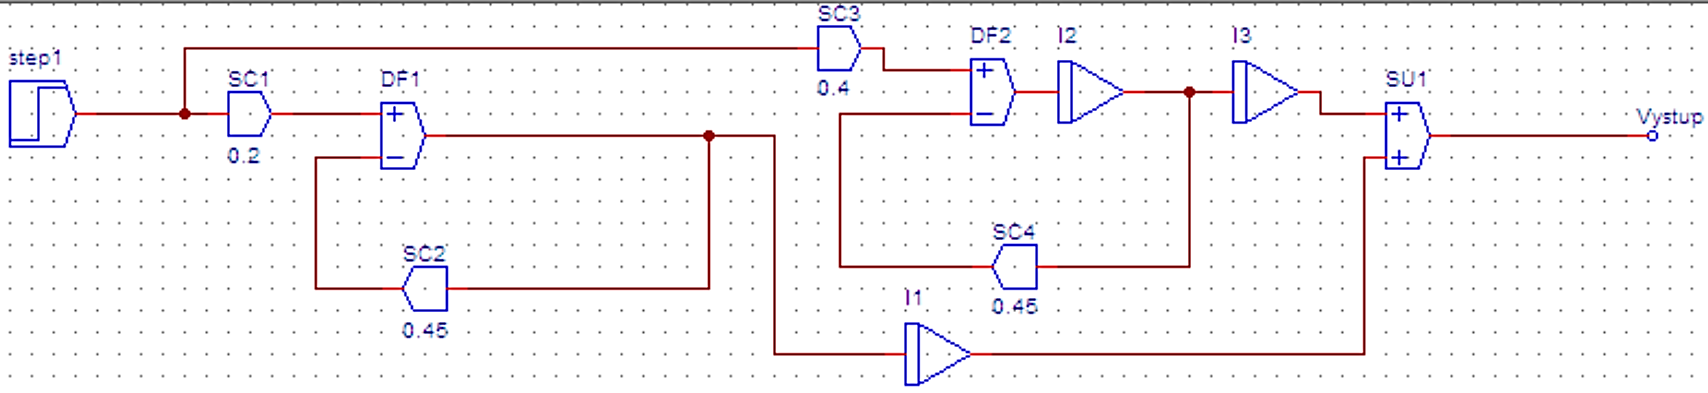 step1
SC1
0.2
DF1
SC2
0.45
SC3
0.4
DF2
I2
I3
SC4
0.45
I1
SU1
Vystup